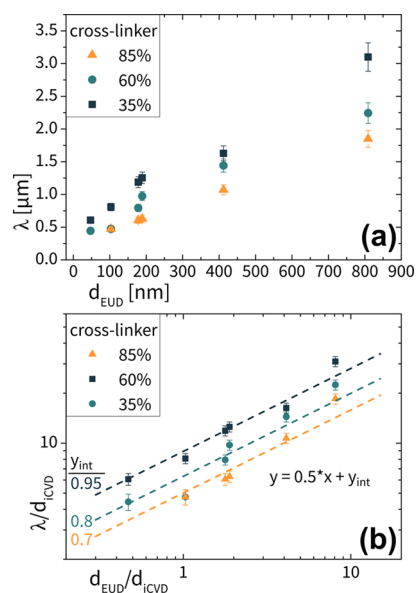 cross-linker
85%
60%
35%
3.5
3.0
2.5
2.0
1.5
1.0
0.5
0.0
λ [µm]
0 100 200 300 400 500 600 700 800 900
d_EUD [nm]
(a)
cross-linker
85%
60%
35%
10
λ/d_iCVD
y_int
0.95
0.8
0.7
y = 0.5*x + y_int
(b)
1 10
d_EUD/d_iCVD